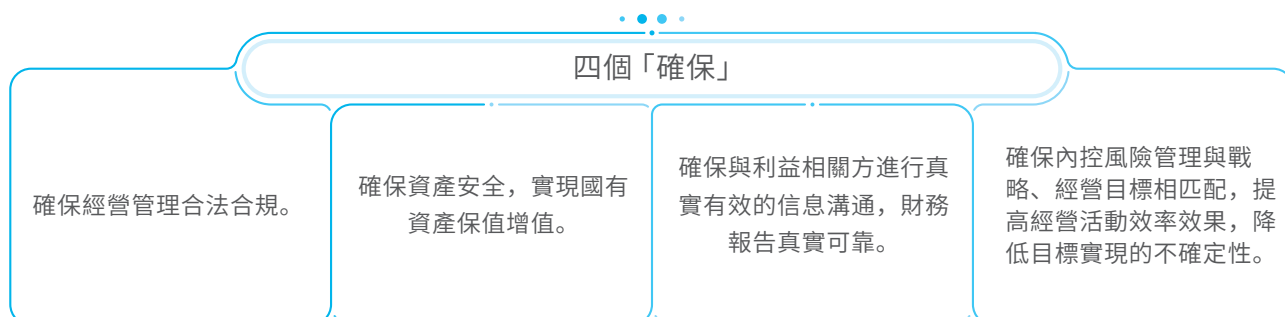 四個「確保」
確保經營管理合法合規。
確保資產安全，實現國有
資產保值增值。
確保與利益相關方進行真
實有效的信息溝通，財務
報告真實可靠。
確保內控風險管理與戰
略、經營目標相匹配，提
高經營活動效率效果，降
低目標實現的不確定性。